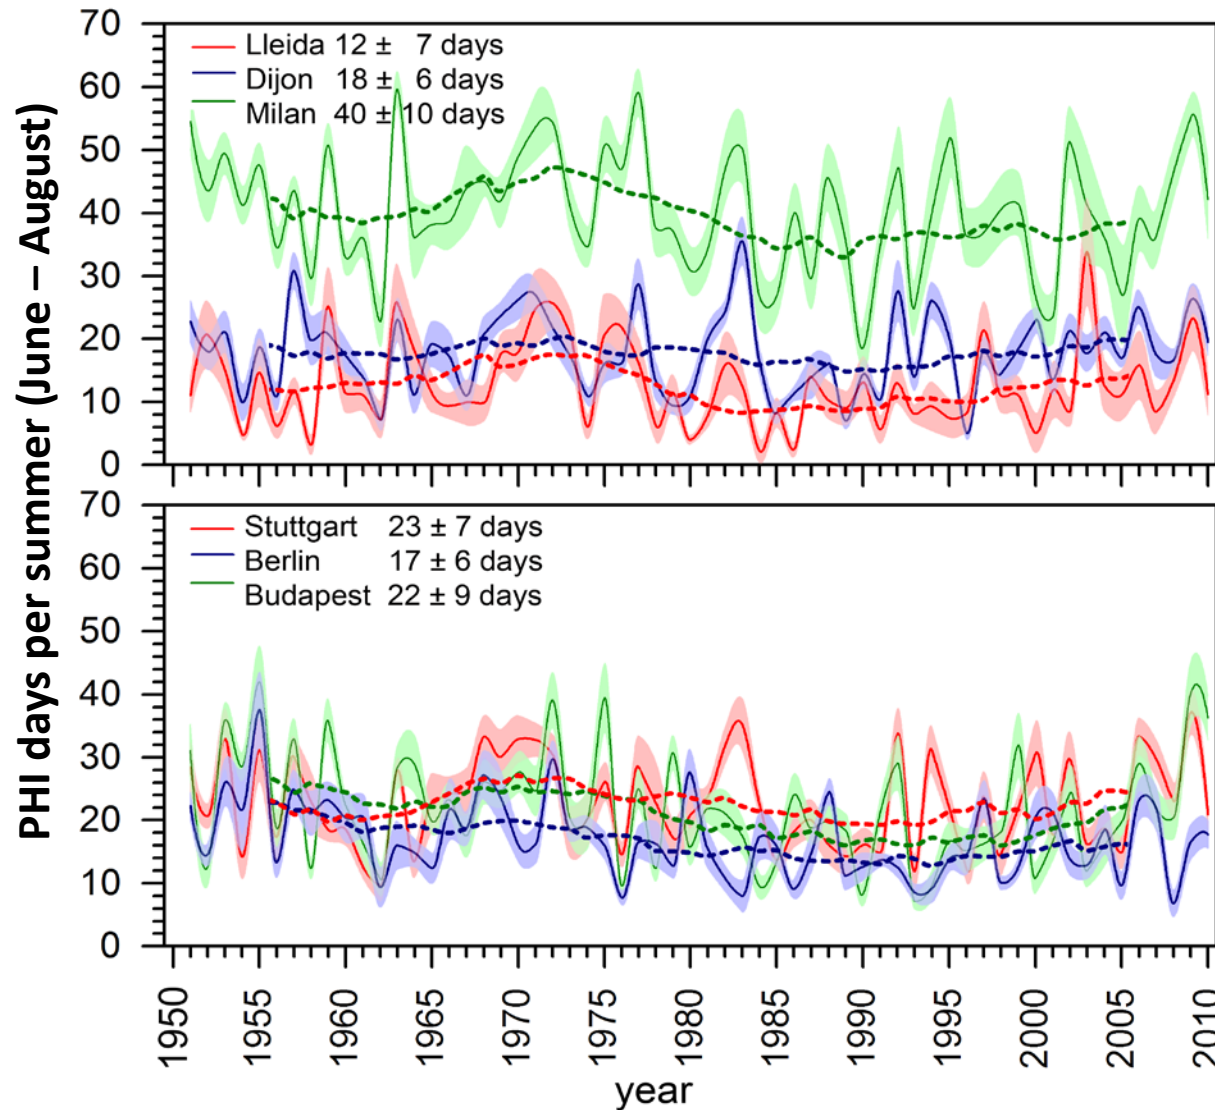 PHI days per summer (June – August)
70
60
50
40
30
20
10
0
Lleida 12 ± 7 days
Dijon 18 ± 6 days
Milan 40 ± 10 days
70
60
50
40
30
20
10
0
Stuttgart 23 ± 7 days
Berlin 17 ± 6 days
Budapest 22 ± 9 days
1950 1955 1960 1965 1970 1975 1980 1985 1990 1995 2000 2005 2010
year